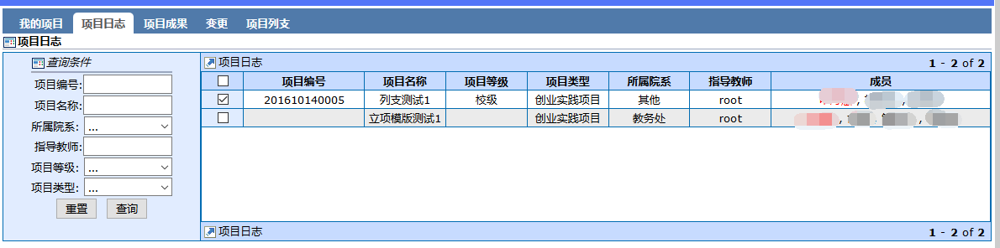 我的项目 项目日志 项目成果 变更 项目列支
项目日志
查询条件
项目编号:
项目名称:
所属院系: ...
指导教师:
项目等级: ...
项目类型: ...
重置 查询
项目日志 1 - 2 of 2
项目编号 项目名称 项目等级 项目类型 所属院系 指导教师 成员
201610140005 列支测试1 校级 创业实践项目 其他 root
立项模版测试1 创业实践项目 教务处 root
项目日志 1 - 2 of 2